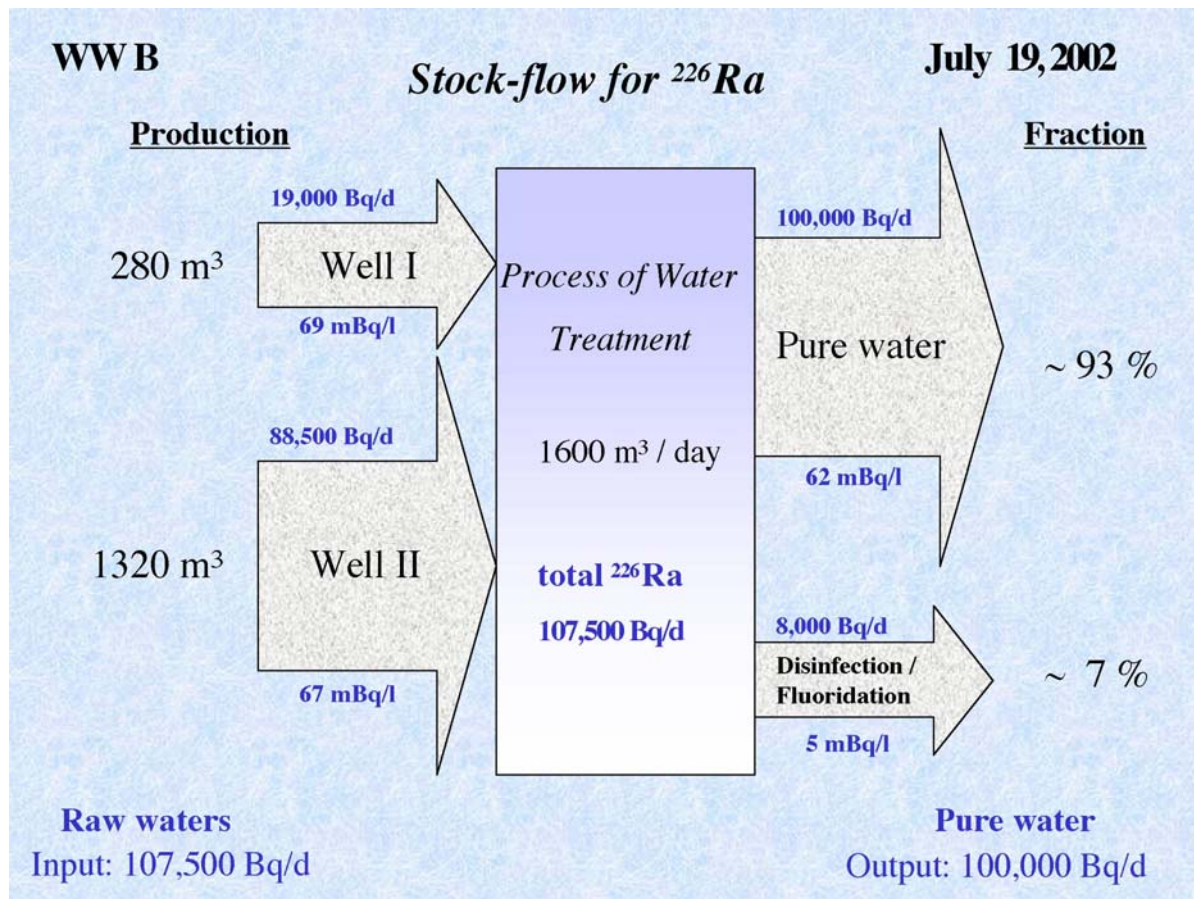 WW B
July 19, 2002
Stock-flow for ²²⁶Ra
Production
Fraction
19,000 Bq/d
280 m³
Well I
69 mBq/l
88,500 Bq/d
1320 m³
Well II
67 mBq/l
Process of Water
Treatment
1600 m³ / day
total ²²⁶Ra
107,500 Bq/d
100,000 Bq/d
Pure water
62 mBq/l
~ 93 %
8,000 Bq/d
Disinfection /
Fluoridation
5 mBq/l
~ 7 %
Raw waters
Input: 107,500 Bq/d
Pure water
Output: 100,000 Bq/d